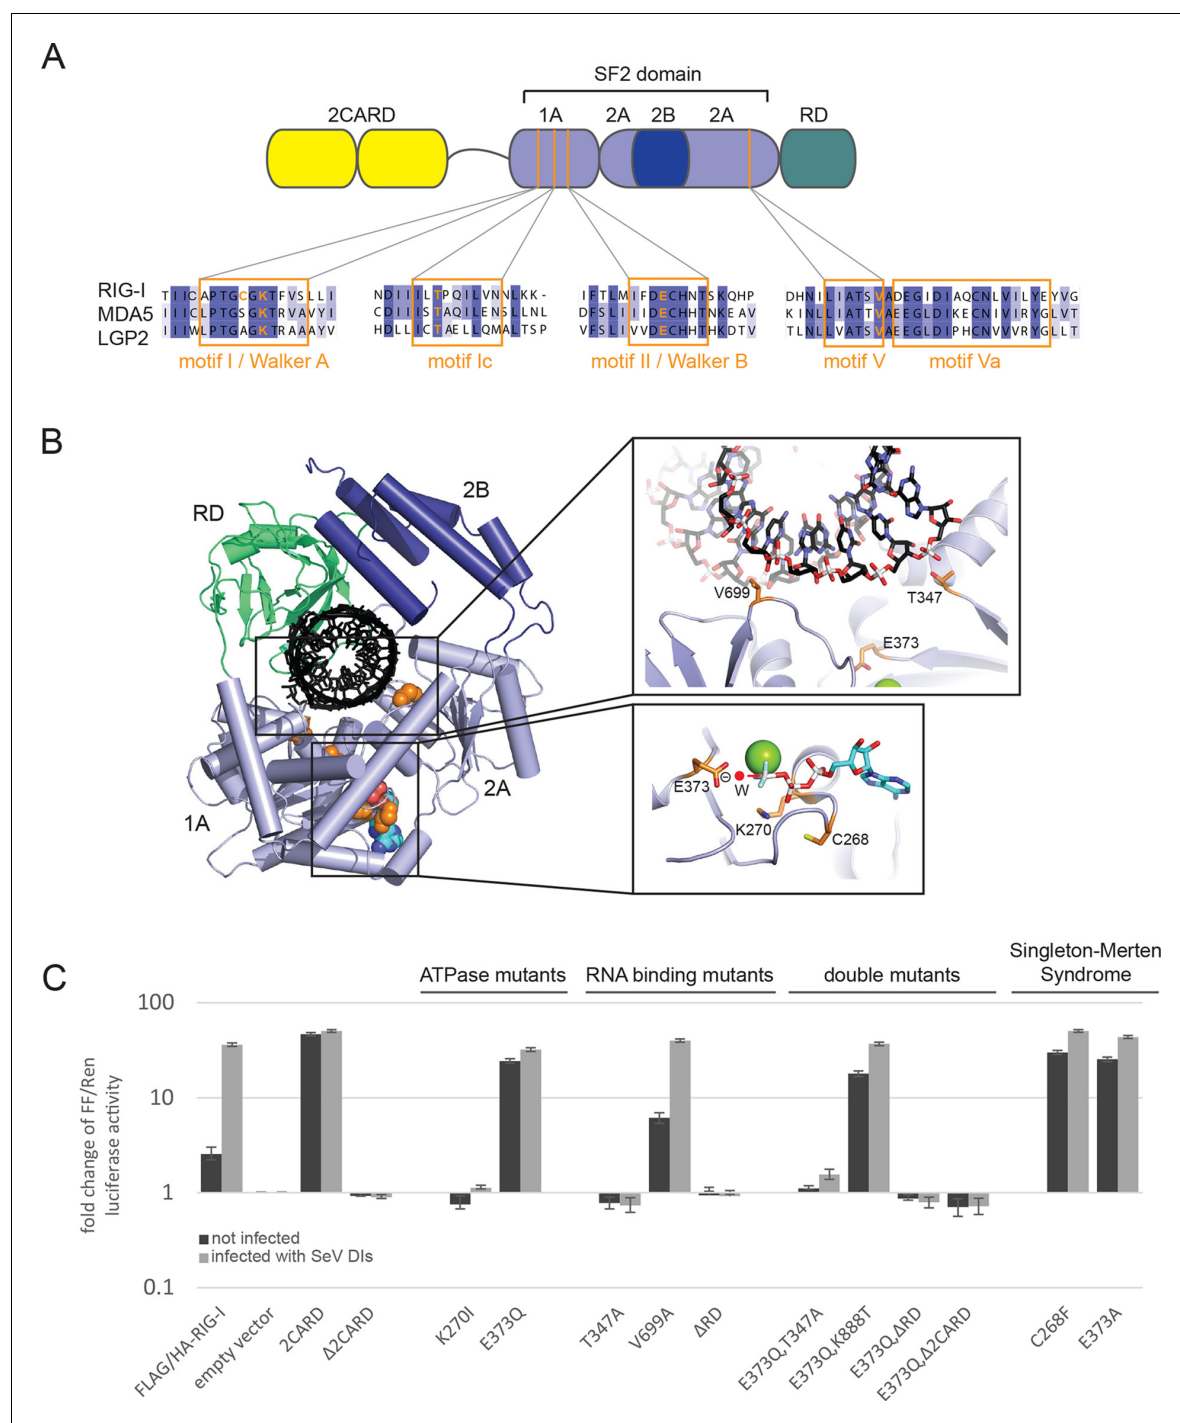 A
SF2 domain
2CARD
1A
2A
2B
2A
RD
RIG-I
MDA5
LGP2
TIICAPTGCGKTFVSLLI
IIILPTGSGKTRVAVYI
IIIWLPTGAGKTRAAAYV
NDIIILTPQILVNNLKK-
CDIIISTAQILENSLLNL
HDLLICTAELLQMALTSP
IFTLMIFDECHNTSKQHP
DFSLIIIDECHHTNKEAV
VFSLIVVDECHHTHKDTV
DHNILIATSVADEGIDIAQCNLVILYEYVG
KINLLIATTVAEEGLDIKECNIVIRYGLVT
TLNLLVATSVAEEGLDIPHCNVVVRYGLLT
motif I / Walker A
motif Ic
motif II / Walker B
motif V
motif Va
B
RD
2B
2A
1A
V699
T347
E373
E373
W
K270
C268
C
ATPase mutants
RNA binding mutants
double mutants
Singleton-Merten
Syndrome
fold change of FF/Ren
luciferase activity
100
10
1
0.1
not infected
infected with SeV DIs
FLAG/HA-RIG-I
empty vector
2CARD
Δ2CARD
K270I
E373Q
T347A
V699A
ΔRD
E373Q,T347A
E373Q,K888T
E373Q,ΔRD
E373Q,Δ2CARD
C268F
E373A